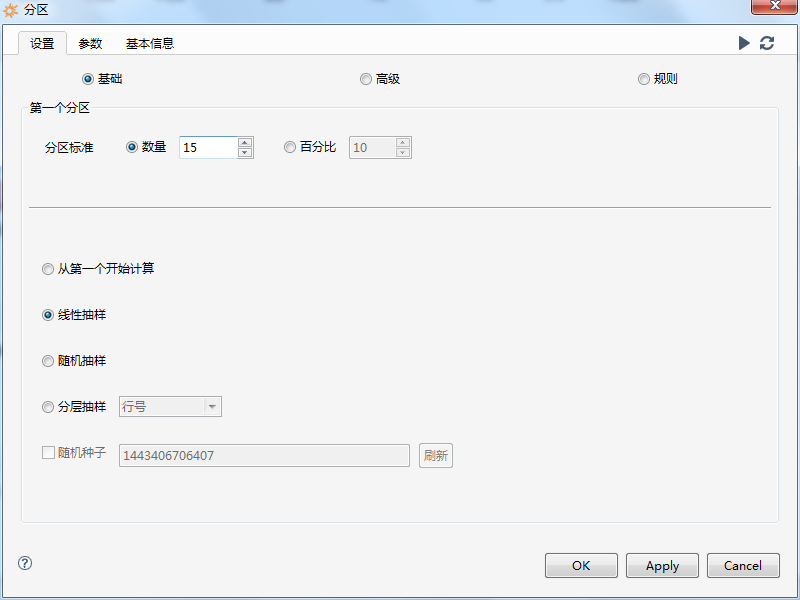 分区
设置 参数 基本信息
基础 高级 规则
第一个分区
分区标准 数量 15 百分比 10
从第一个开始计算
线性抽样
随机抽样
分层抽样 行号
随机种子 1443406706407 刷新
? OK Apply Cancel